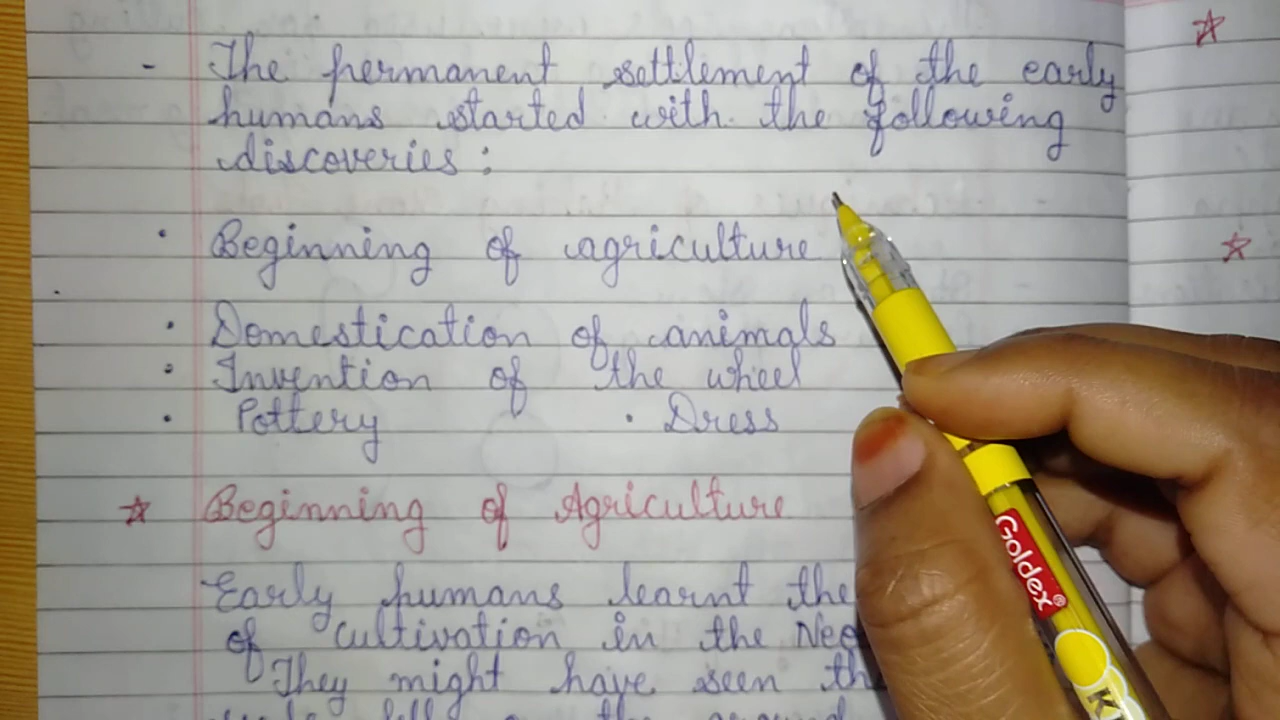 - The permanent settlement of the early
humans started with the following
discoveries :
• Beginning of agriculture
• Domestication of animals
• Invention of the wheel
• Pottery • Dress
☆ Beginning of Agriculture
Early humans learnt the
of cultivation in the Neo
They might have seen th
the ground
Goldex®